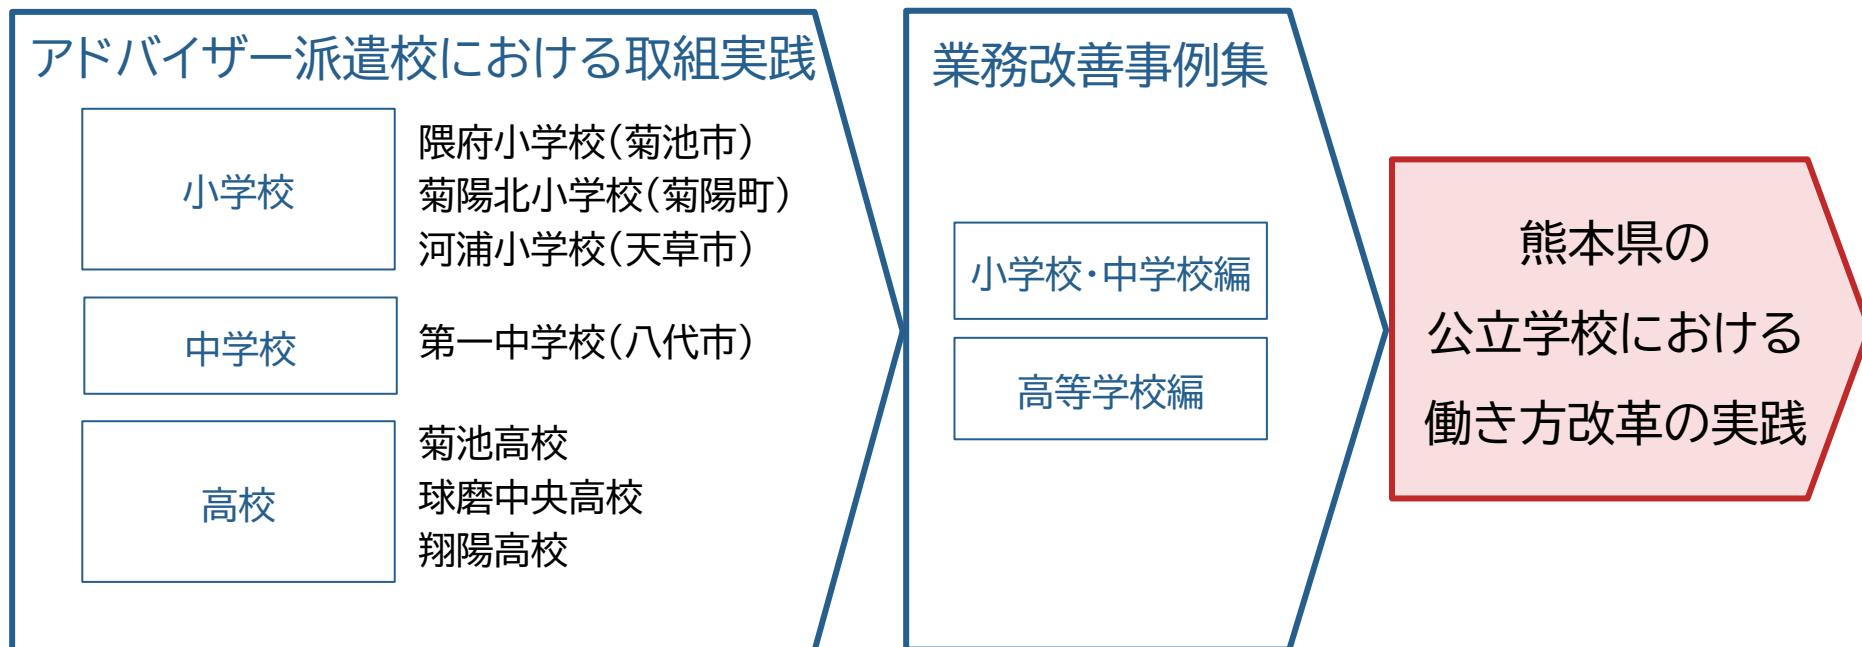 アドバイザー派遣校における取組実践
小学校
隈府小学校(菊池市)
菊陽北小学校(菊陽町)
河浦小学校(天草市)
中学校
第一中学校(八代市)
高校
菊池高校
球磨中央高校
翔陽高校
業務改善事例集
小学校・中学校編
高等学校編
熊本県の
公立学校における
働き方改革の実践